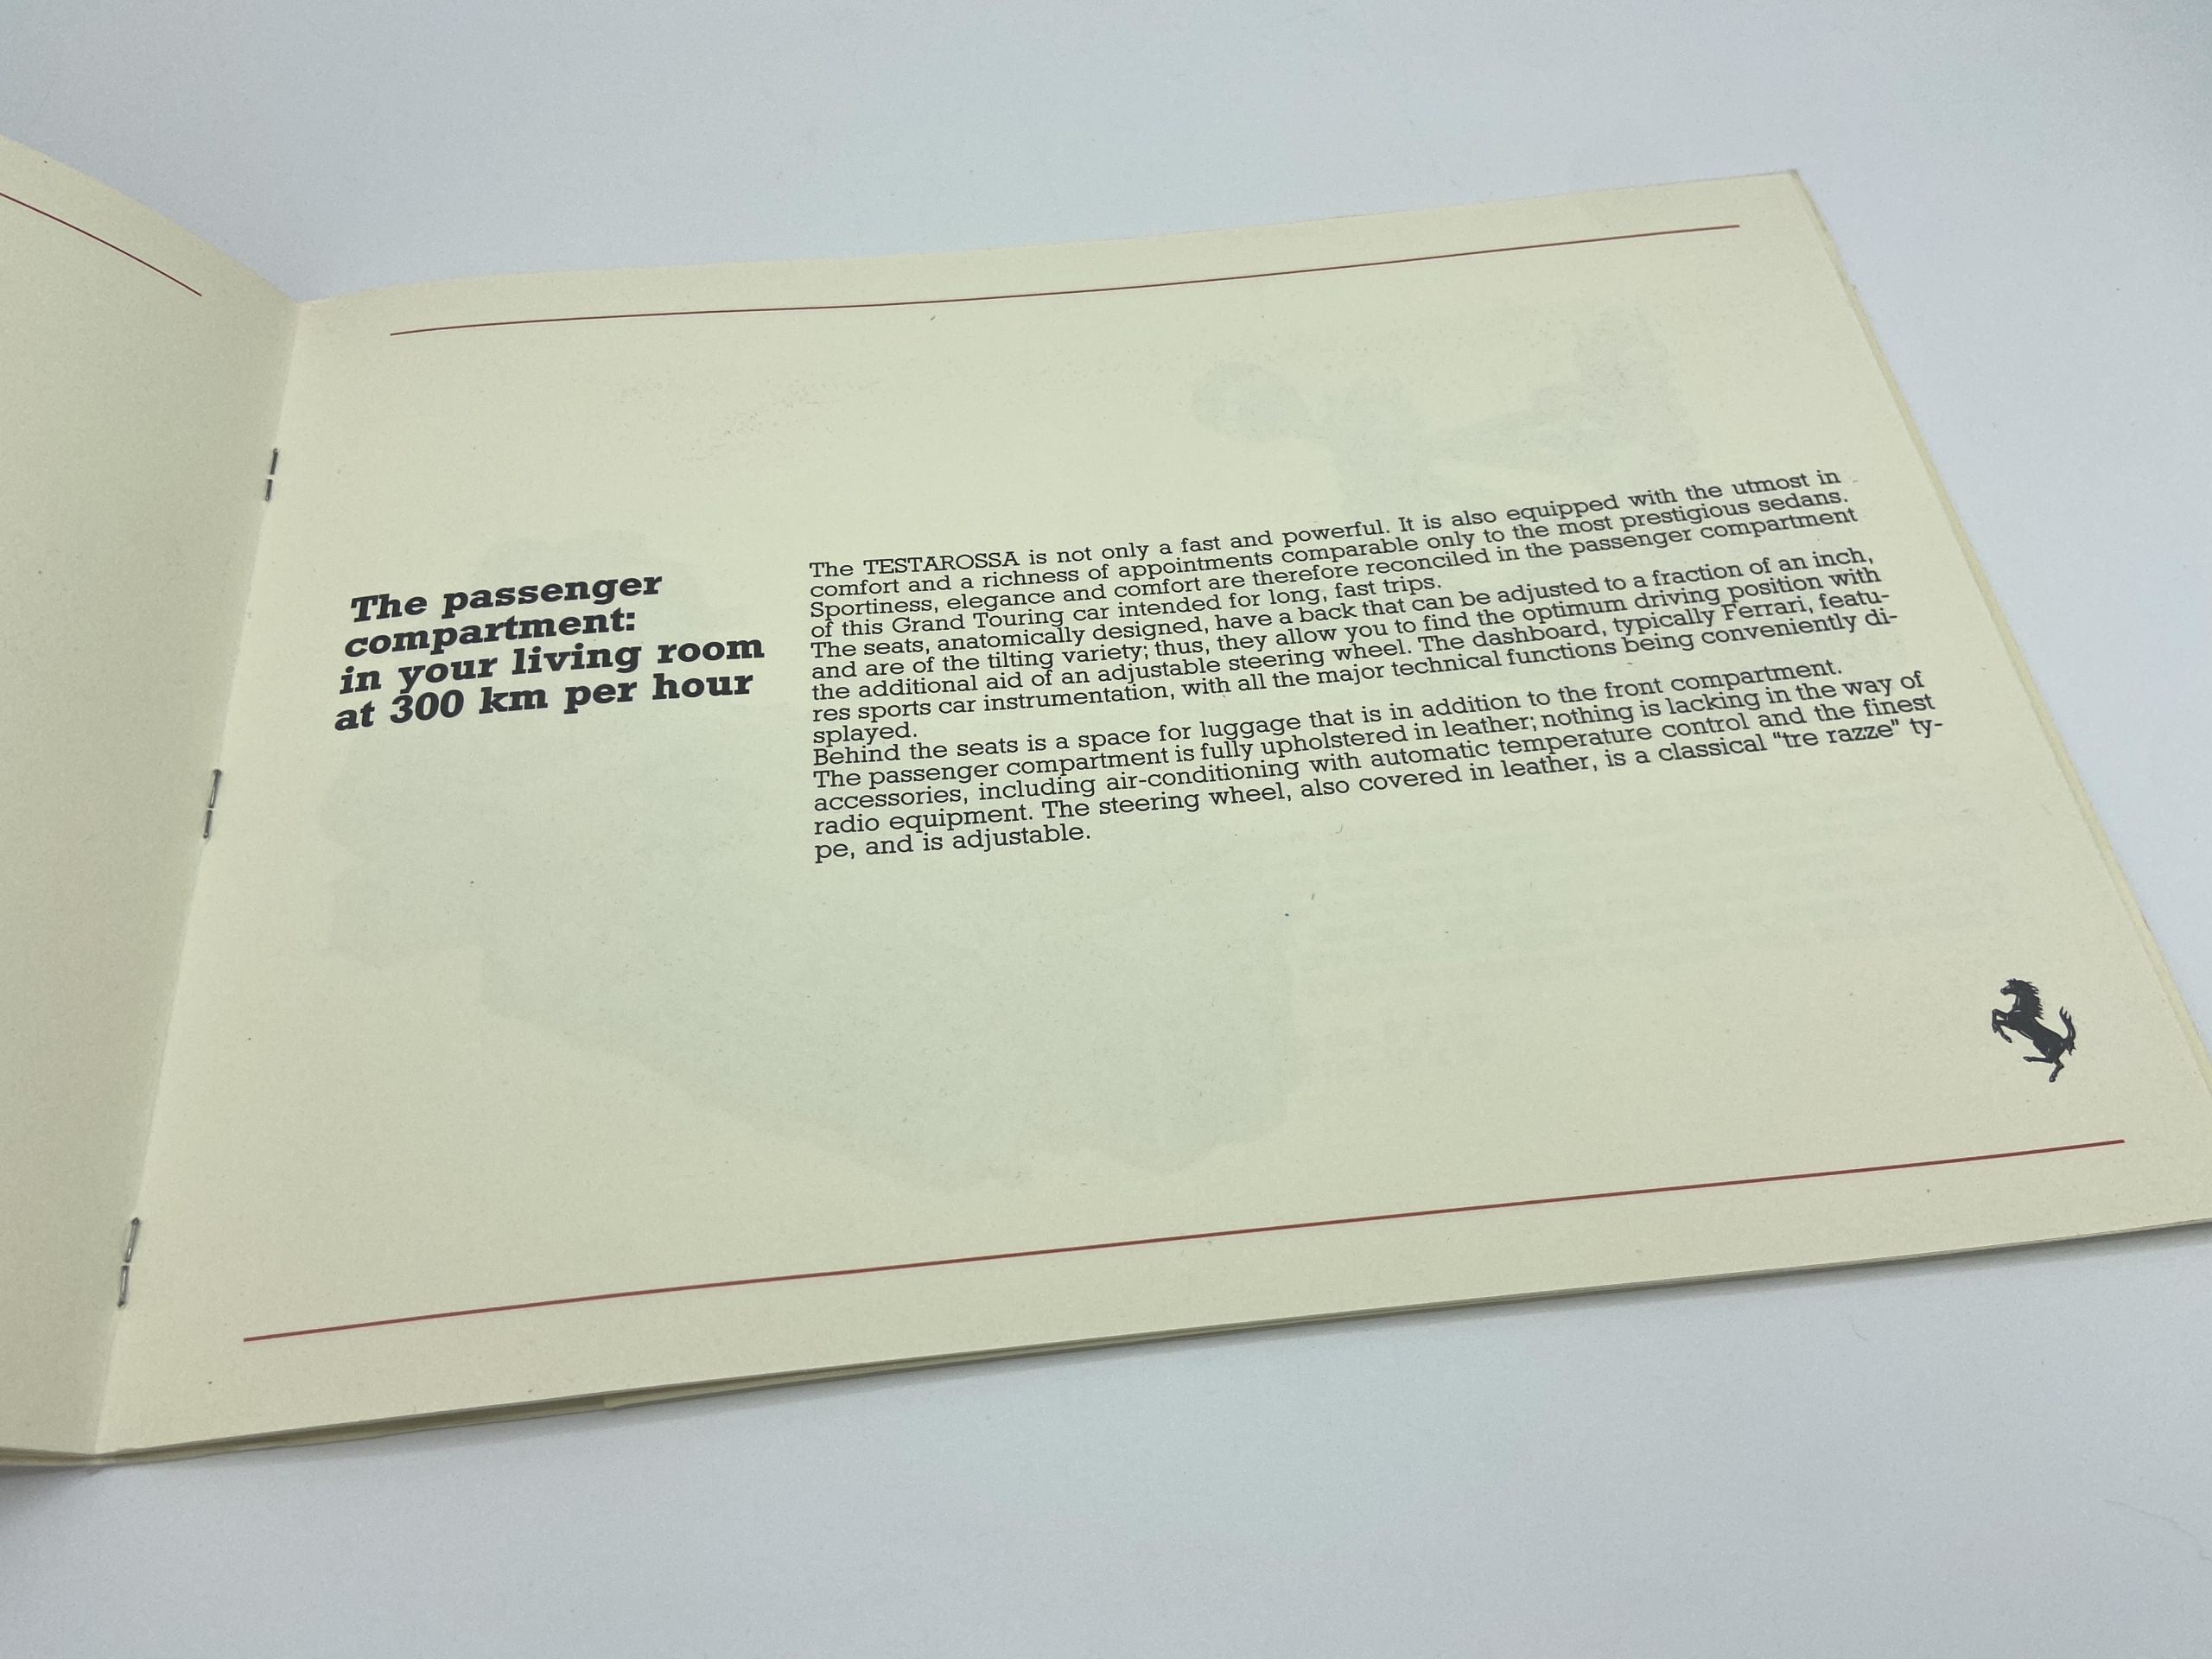 The passenger
compartment:
in your living room
at 300 km per hour
The TESTAROSSA is not only a fast and powerful. It is also equipped with the utmost in
comfort and a richness of appointments comparable only to the most prestigious sedans.
Sportiness, elegance and comfort are therefore reconciled in the passenger compartment
of this Grand Touring car intended for long, fast trips.
The seats, anatomically designed, have a back that can be adjusted to a fraction of an inch,
and are of the tilting variety; thus, they allow you to find the optimum driving position with
the additional aid of an adjustable steering wheel. The dashboard, typically Ferrari, featu-
res sports car instrumentation, with all the major technical functions being conveniently di-
splayed.
Behind the seats is a space for luggage that is in addition to the front compartment.
The passenger compartment is fully upholstered in leather; nothing is lacking in the way of
accessories, including air-conditioning with automatic temperature control and the finest
radio equipment. The steering wheel, also covered in leather, is a classical "tre razze" ty-
pe, and is adjustable.